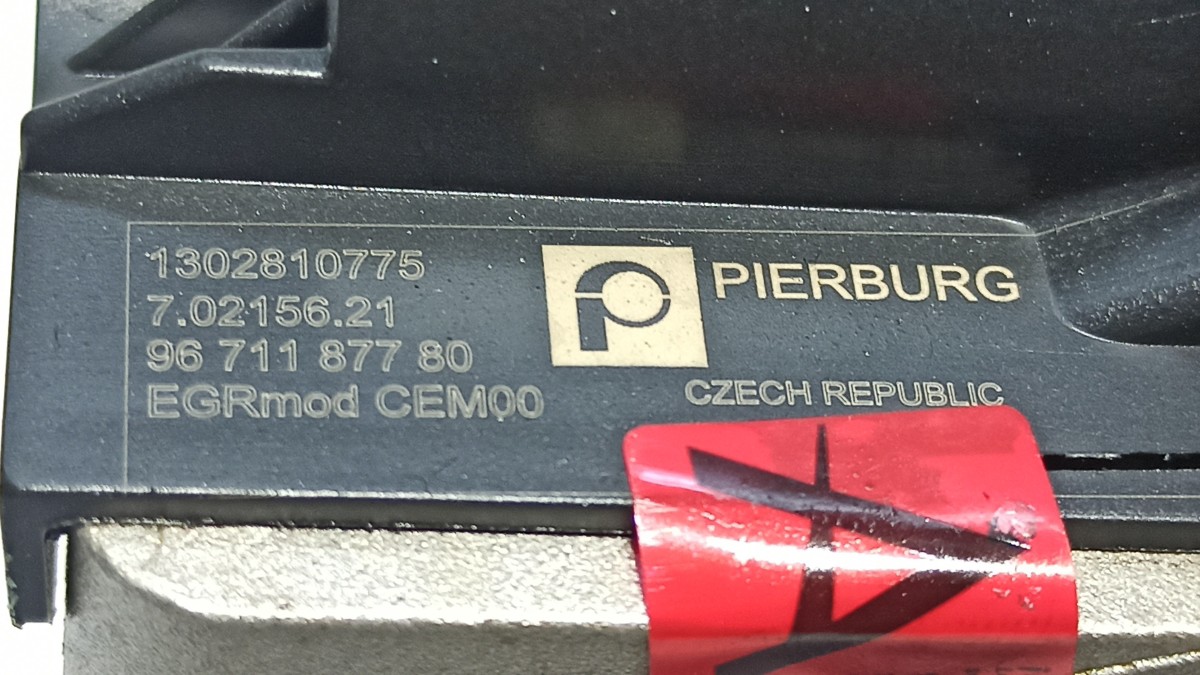 1302810775
7.02156.21
96 711 877 80
EGRmod CEM00
PIERBURG
CZECH REPUBLIC